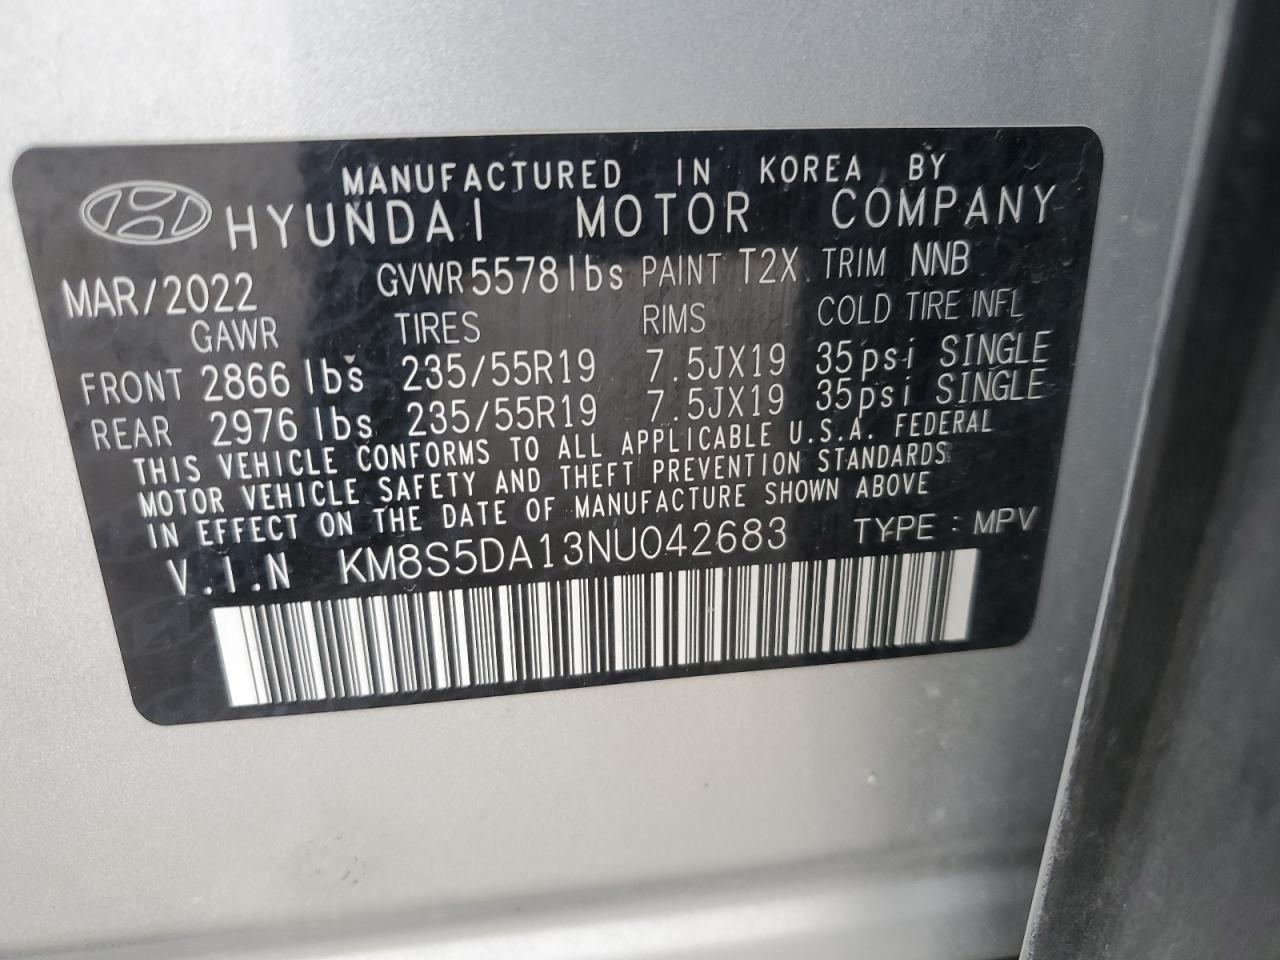 MANUFACTURED IN KOREA BY
HYUNDAI MOTOR COMPANY
MAR/2022 GVWR 5578 lbs PAINT T2X TRIM NNB
GAWR TIRES RIMS COLD TIRE INFL
FRONT 2866 lbs 235/55R19 7.5JX19 35psi SINGLE
REAR 2976 lbs 235/55R19 7.5JX19 35psi SINGLE
THIS VEHICLE CONFORMS TO ALL APPLICABLE U.S.A. FEDERAL
MOTOR VEHICLE SAFETY AND THEFT PREVENTION STANDARDS
IN EFFECT ON THE DATE OF MANUFACTURE SHOWN ABOVE
V.I.N KM8S5DA13NU042683 TYPE : MPV